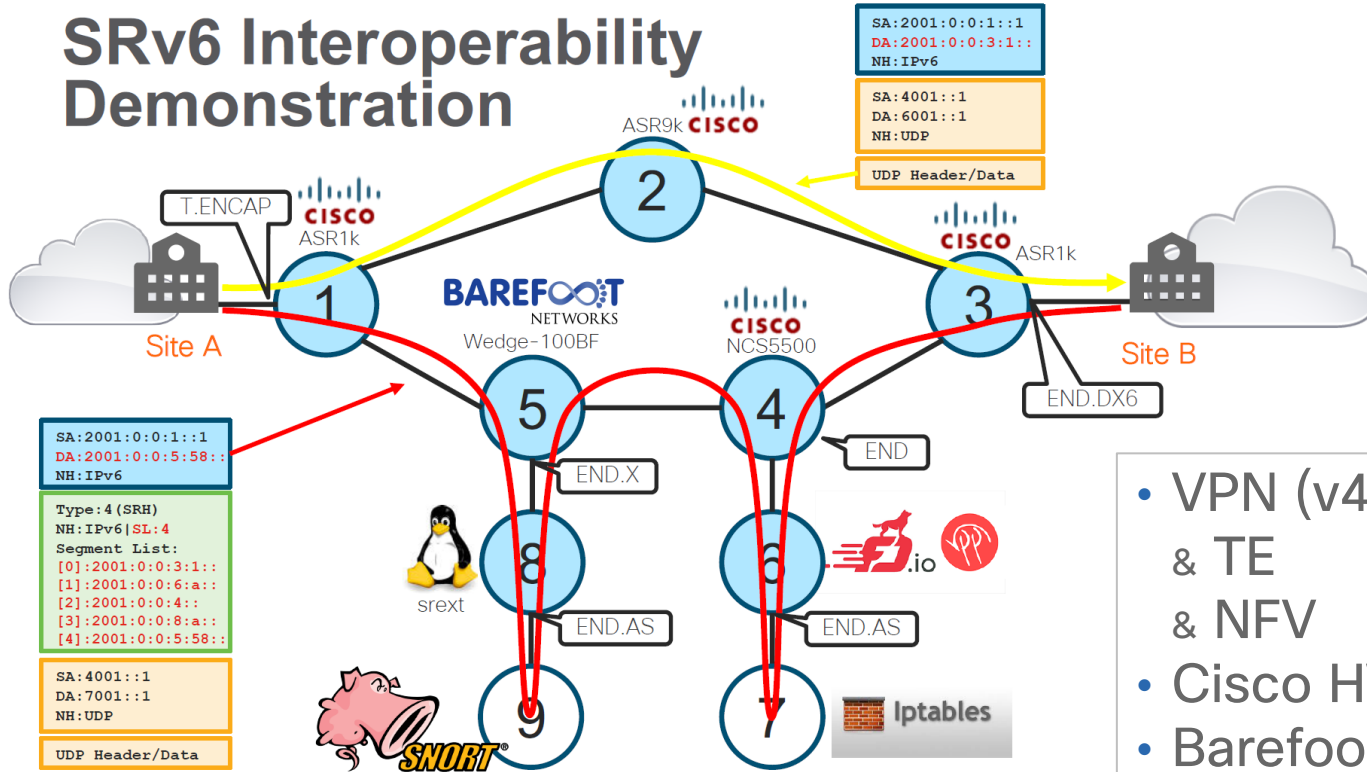 SRv6 Interoperability
Demonstration
SA:2001:0:0:1::1
DA:2001:0:0:3:1::
NH:IPv6
SA:4001::1
DA:6001::1
NH:UDP
UDP Header/Data
ASR9k CISCO
2
T.ENCAP
CISCO
ASR1k
1
Site A
BAREFOOT
NETWORKS
Wedge-100BF
5
CISCO
NCS5500
4
CISCO
ASR1k
3
Site B
END.DX6
END
END.X
SA:2001:0:0:1::1
DA:2001:0:0:5:58::
NH:IPv6
Type:4(SRH)
NH:IPv6|SL:4
Segment List:
[0]:2001:0:0:3:1::
[1]:2001:0:0:6:a::
[2]:2001:0:0:4::
[3]:2001:0:0:8:a::
[4]:2001:0:0:5:58::
SA:4001::1
DA:7001::1
NH:UDP
UDP Header/Data
srext
8
END.AS
6
FD.io
VPP
END.AS
SNORT®
9
7
Iptables
• VPN (v4
& TE
& NFV
• Cisco H
• Barefoo